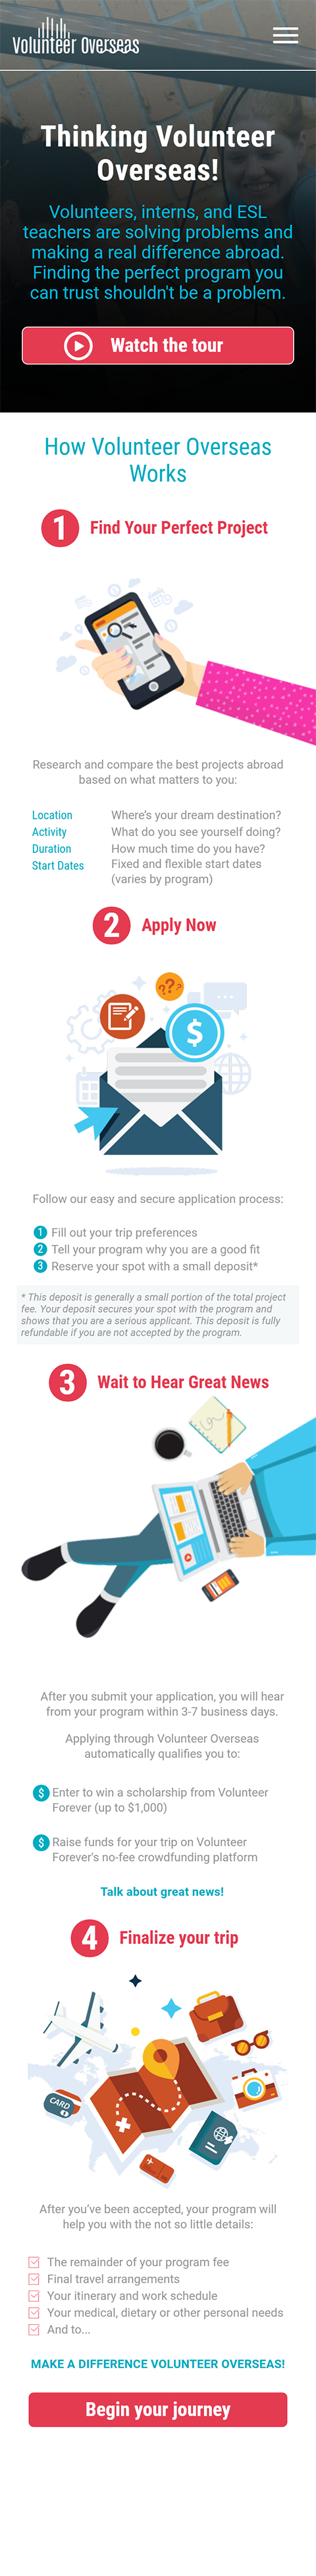 Volunteer Overseas
Thinking Volunteer
Overseas!
Volunteers, interns, and ESL
teachers are solving problems and
making a real difference abroad.
Finding the perfect program you
can trust shouldn't be a problem.
Watch the tour
How Volunteer Overseas
Works
1 Find Your Perfect Project
Research and compare the best projects abroad
based on what matters to you:
Location Where's your dream destination?
Activity What do you see yourself doing?
Duration How much time do you have?
Start Dates Fixed and flexible start dates
(varies by program)
2 Apply Now
??? $
Follow our easy and secure application process:
1 Fill out your trip preferences
2 Tell your program why you are a good fit
3 Reserve your spot with a small deposit*
* This deposit is generally a small portion of the total project
fee. Your deposit secures your spot with the program and
shows that you are a serious applicant. This deposit is fully
refundable if you are not accepted by the program.
3 Wait to Hear Great News
After you submit your application, you will hear
from your program within 3-7 business days.
Applying through Volunteer Overseas
automatically qualifies you to:
$ Enter to win a scholarship from Volunteer
Forever (up to $1,000)
$ Raise funds for your trip on Volunteer
Forever's no-fee crowdfunding platform
Talk about great news!
4 Finalize your trip
CARD
After you've been accepted, your program will
help you with the not so little details:
The remainder of your program fee
Final travel arrangements
Your itinerary and work schedule
Your medical, dietary or other personal needs
And to...
MAKE A DIFFERENCE VOLUNTEER OVERSEAS!
Begin your journey